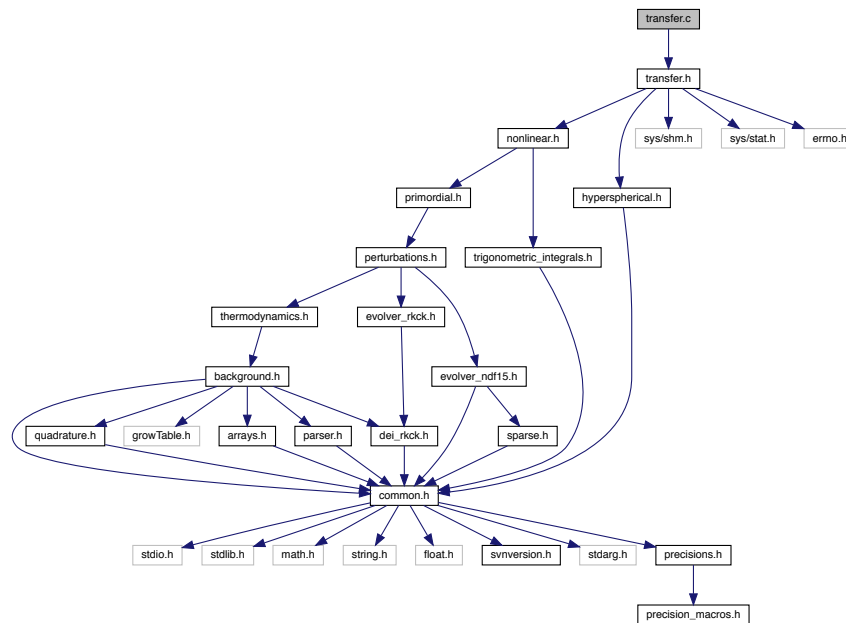 transfer.c
transfer.h
nonlinear.h
sys/shm.h
sys/stat.h
errno.h
primordial.h
hyperspherical.h
perturbations.h
trigonometric_integrals.h
thermodynamics.h
evolver_rkck.h
background.h
evolver_ndf15.h
quadrature.h
growTable.h
arrays.h
parser.h
dei_rkck.h
sparse.h
common.h
stdio.h
stdlib.h
math.h
string.h
float.h
svnversion.h
stdarg.h
precisions.h
precision_macros.h